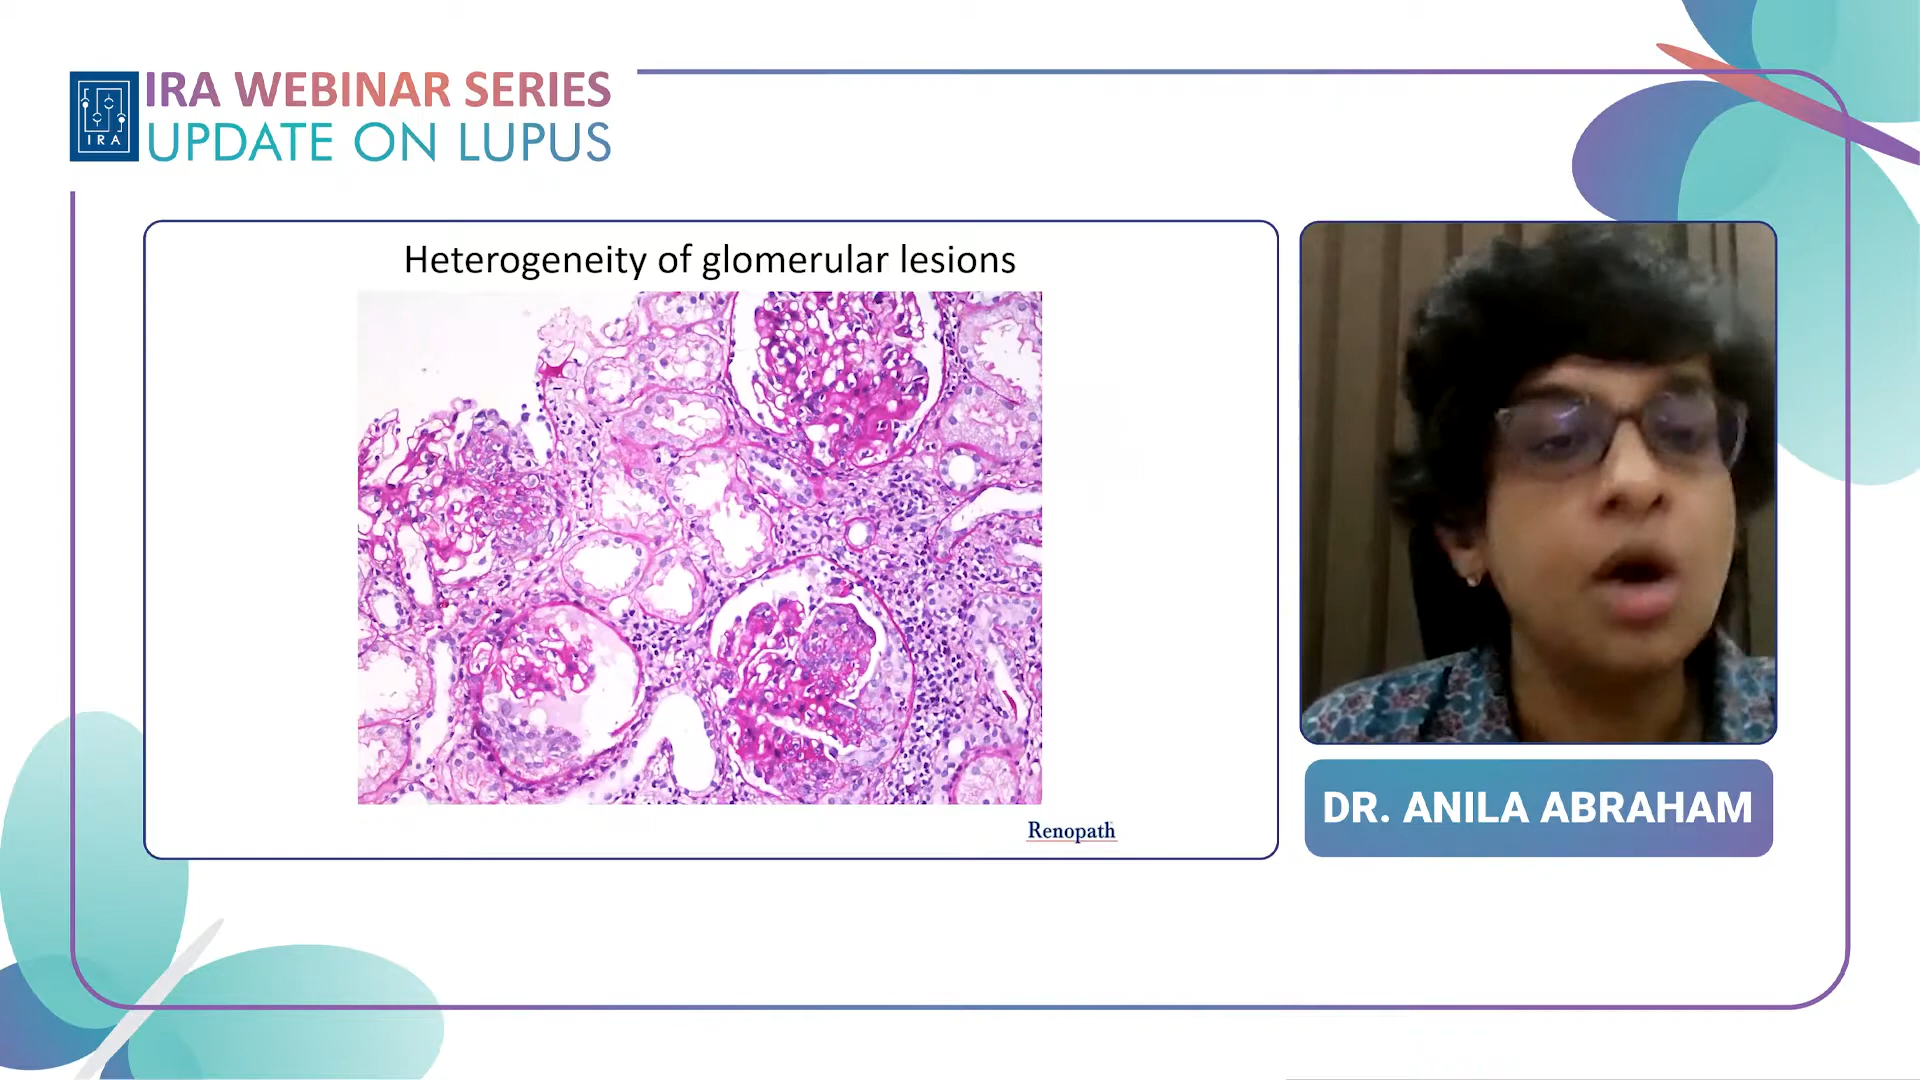 IRA
IRA WEBINAR SERIES
UPDATE ON LUPUS
Heterogeneity of glomerular lesions
Renopath
DR. ANILA ABRAHAM